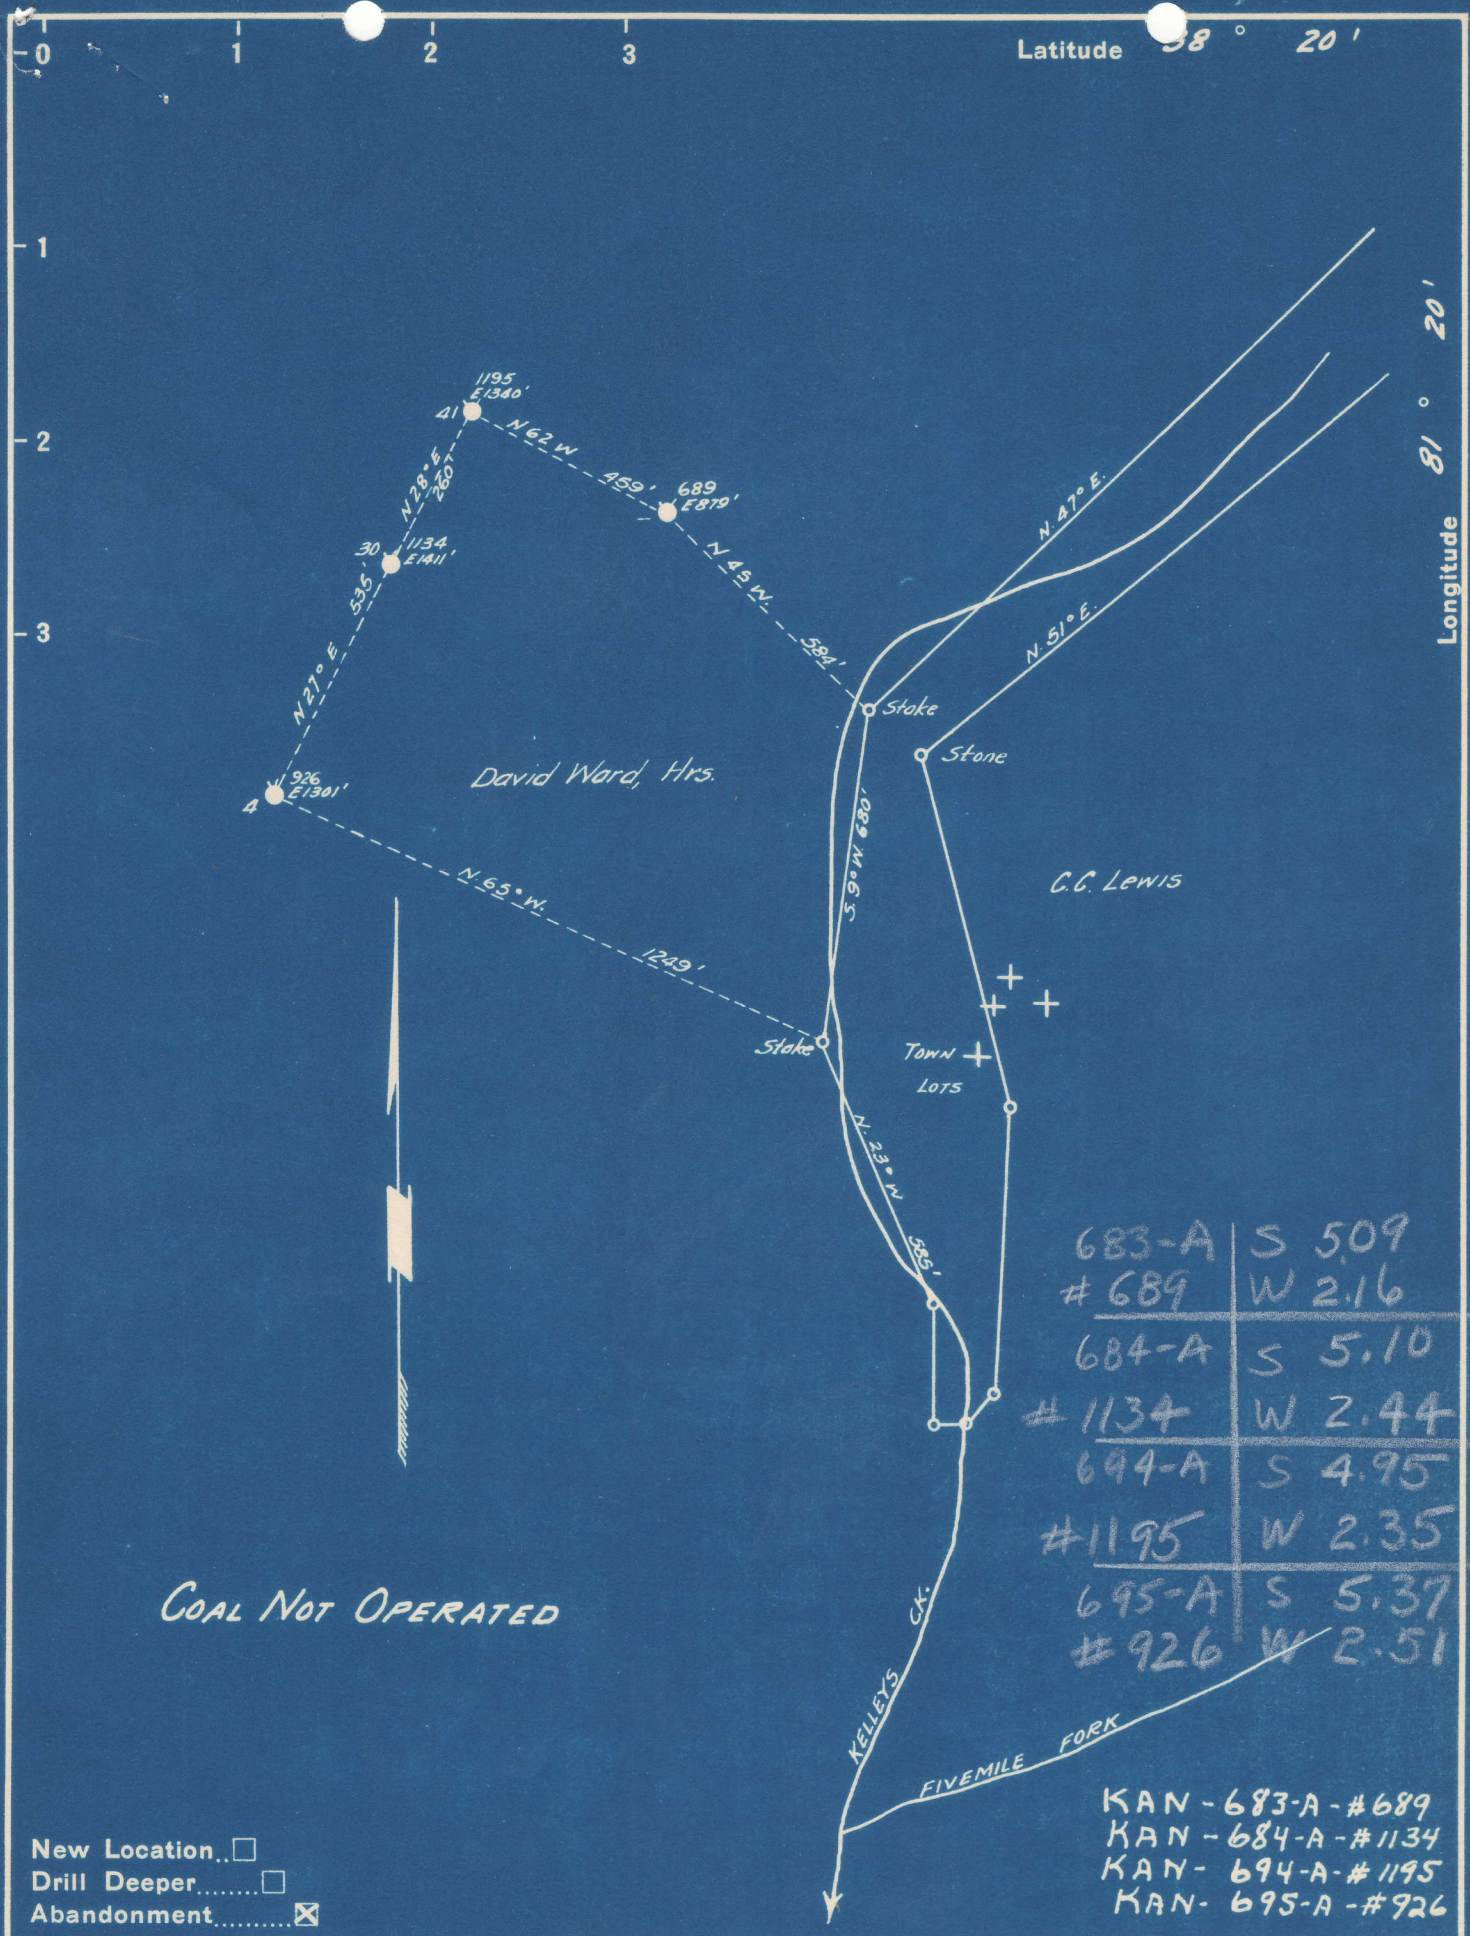 0 1 2 3 Latitude 38° 20'
1
2
3
Longitude 81° 20'
1195
E1340'
41
N 62 W 459'
N 28° E
260'
689
E879'
30 1134
E1411'
N 45 W. 584'
N. 47° E.
N. 51° E.
535'
N 27° E
Stake
Stone
926
E1301'
4
David Ward, Hrs.
S. 9° W. 680'
C.C. Lewis
N. 65° W. 1249'
Stake
TOWN
LOTS
N. 23° W 585'
683-A S 5.09
#689 W 2.16
684-A S 5.10
#1134 W 2.44
694-A S 4.95
#1195 W 2.35
695-A S 5.37
#926 W 2.51
COAL NOT OPERATED
KELLEYS CK.
FIVEMILE FORK
KAN-683-A-#689
KAN-684-A-#1134
KAN-694-A-#1195
KAN-695-A-#926
New Location..
Drill Deeper........
Abandonment.........